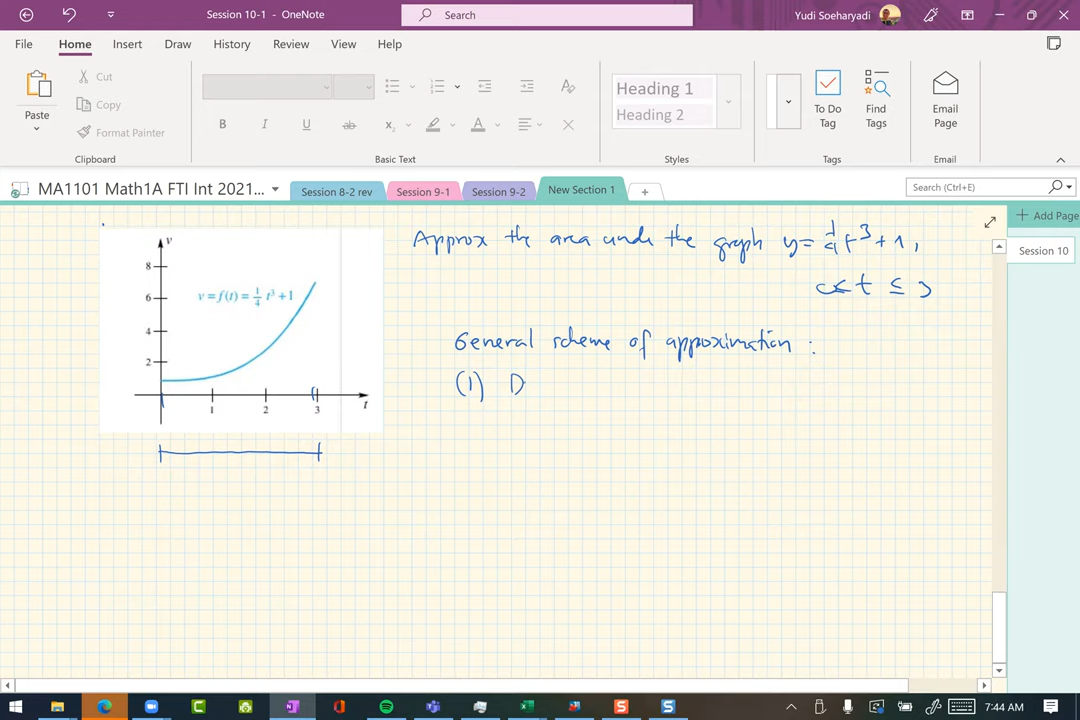 Session 10-1 - OneNote
Search
Yudi Soeharyadi
File Home Insert Draw History Review View Help
Paste
Cut
Copy
Format Painter
Clipboard
B I U ab x₂ A
Basic Text
Heading 1
Heading 2
Styles
To Do Tag
Find Tags
Tags
Email Page
Email
MA1101 Math1A FTI Int 2021...
Session 8-2 rev
Session 9-1
Session 9-2
New Section 1
Search (Ctrl+E)
Add Page
Session 10
v
8
6
4
2
1 2 3 t
v = f(t) = 1/4 t³ + 1
Approx the area under the graph y = 1/4 t³ + 1,
t ≤ 3
General scheme of approximation :
(1) D
7:44 AM